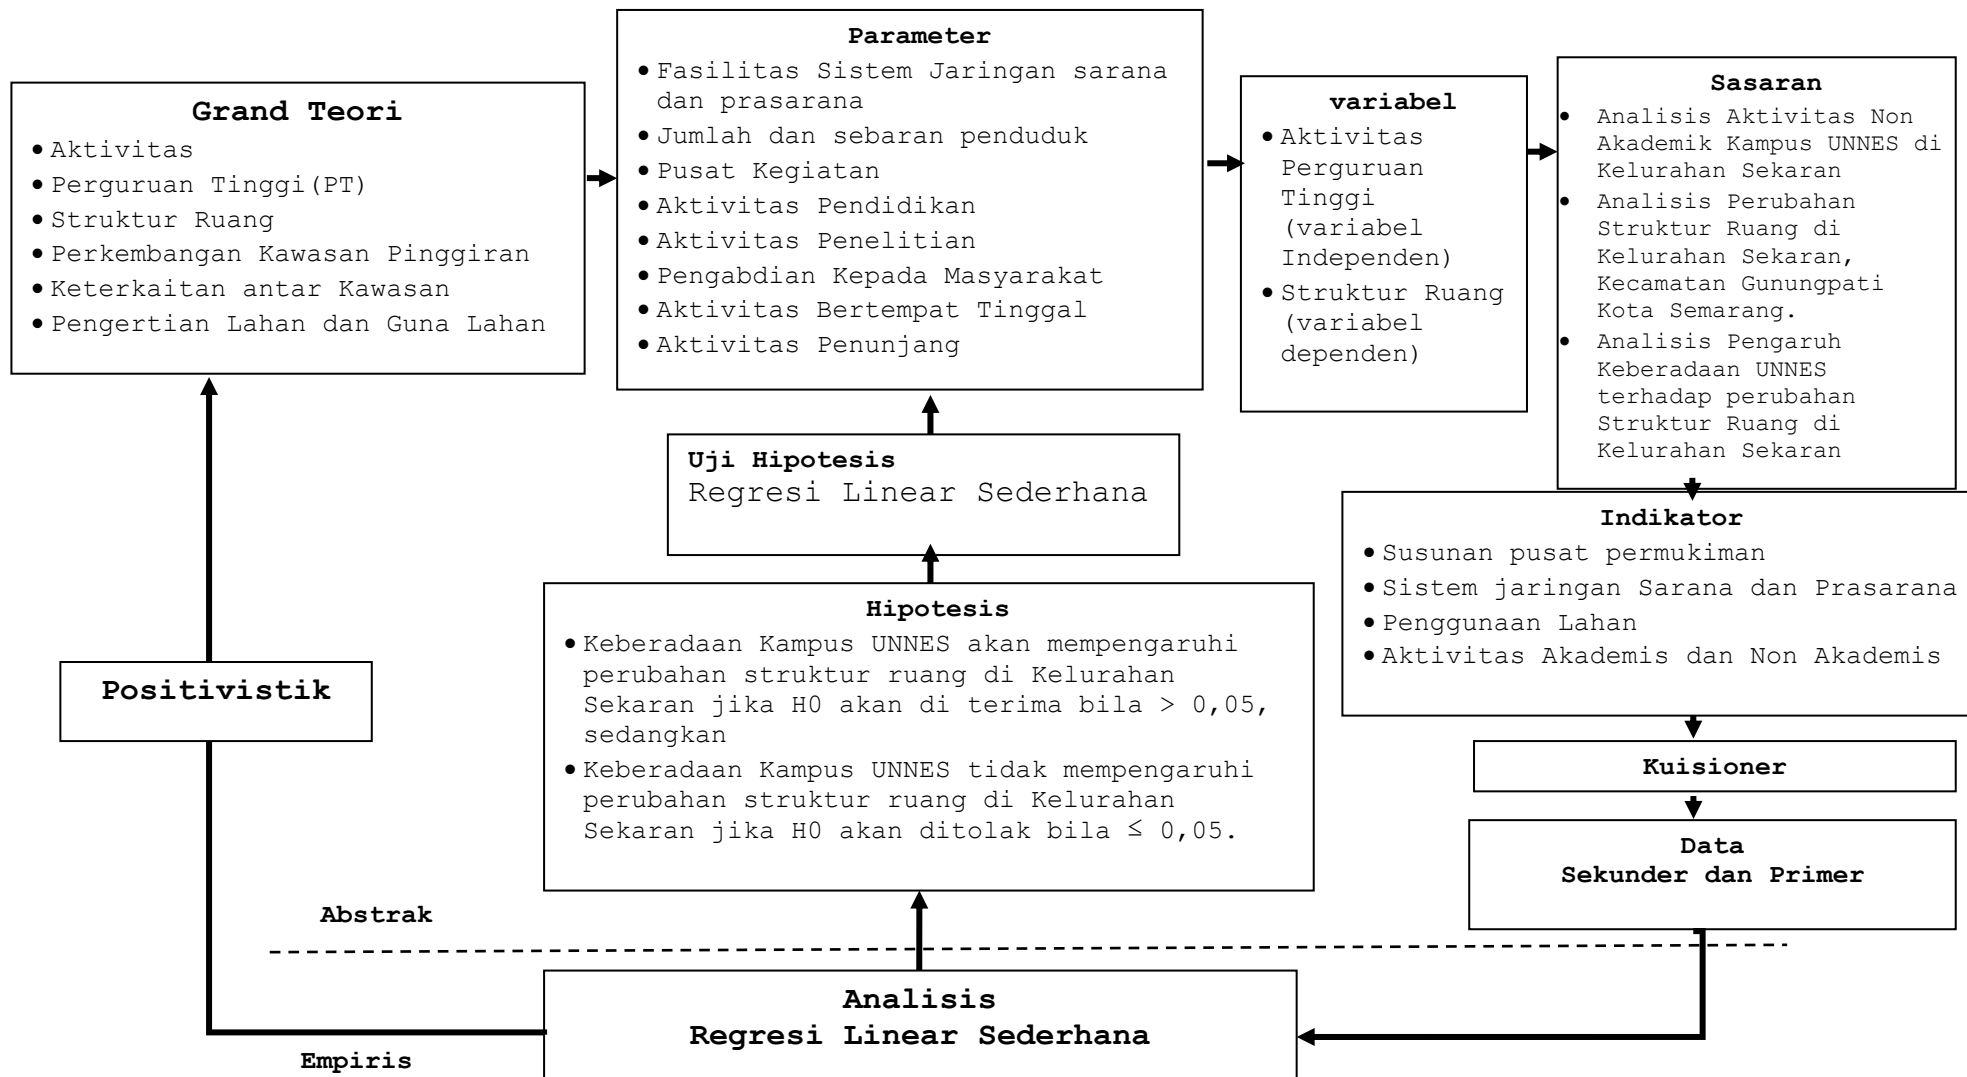 Grand Teori
• Aktivitas
• Perguruan Tinggi(PT)
• Struktur Ruang
• Perkembangan Kawasan Pinggiran
• Keterkaitan antar Kawasan
• Pengertian Lahan dan Guna Lahan
Parameter
• Fasilitas Sistem Jaringan sarana
dan prasarana
• Jumlah dan sebaran penduduk
• Pusat Kegiatan
• Aktivitas Pendidikan
• Aktivitas Penelitian
• Pengabdian Kepada Masyarakat
• Aktivitas Bertempat Tinggal
• Aktivitas Penunjang
variabel
• Aktivitas
Perguruan
Tinggi
(variabel
Independen)
• Struktur Ruang
(variabel
dependen)
Sasaran
• Analisis Aktivitas Non
Akademik Kampus UNNES di
Kelurahan Sekaran
• Analisis Perubahan
Struktur Ruang di
Kelurahan Sekaran,
Kecamatan Gunungpati
Kota Semarang.
• Analisis Pengaruh
Keberadaan UNNES
terhadap perubahan
Struktur Ruang di
Kelurahan Sekaran
Uji Hipotesis
Regresi Linear Sederhana
Indikator
• Susunan pusat permukiman
• Sistem jaringan Sarana dan Prasarana
• Penggunaan Lahan
• Aktivitas Akademis dan Non Akademis
Hipotesis
• Keberadaan Kampus UNNES akan mempengaruhi
perubahan struktur ruang di Kelurahan
Sekaran jika H0 akan di terima bila > 0,05,
sedangkan
• Keberadaan Kampus UNNES tidak mempengaruhi
perubahan struktur ruang di Kelurahan
Sekaran jika H0 akan ditolak bila ≤ 0,05.
Positivistik
Kuisioner
Data
Sekunder dan Primer
Abstrak
Analisis
Regresi Linear Sederhana
Empiris